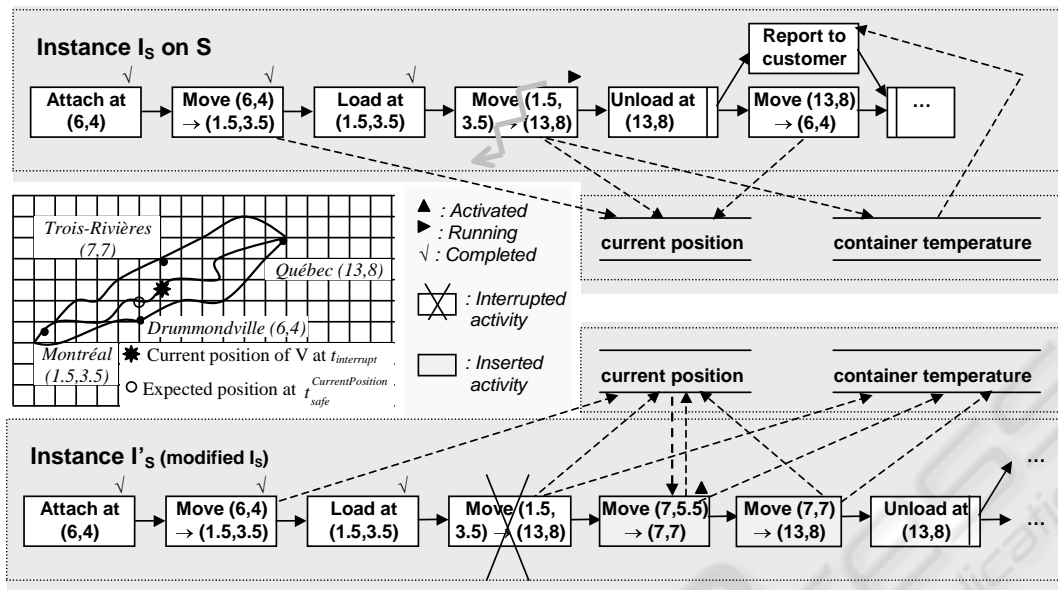 Instance I_S on S
√ √ √
Attach at
(6,4)
Move (6,4)
→ (1.5,3.5)
Load at
(1.5,3.5)
Move (1.5,
3.5) → (13,8)
Unload at
(13,8)
Report to
customer
Move (13,8)
→ (6,4)
...
current position
container temperature
Trois-Rivières
(7,7)
Québec (13,8)
Drummondville (6,4)
Montréal
(1.5,3.5)
Current position of V at t_interrupt
Expected position at t_safe^CurrentPosition
: Activated
: Running
√ : Completed
: Interrupted
activity
: Inserted
activity
current position
container temperature
Instance I'_S (modified I_S)
√ √ √
Attach at
(6,4)
Move (6,4)
→ (1.5,3.5)
Load at
(1.5,3.5)
Move (1.5,
3.5) → (13,8)
Move (7,5.5)
→ (7,7)
Move (7,7)
→ (13,8)
Unload at
(13,8)
...
...